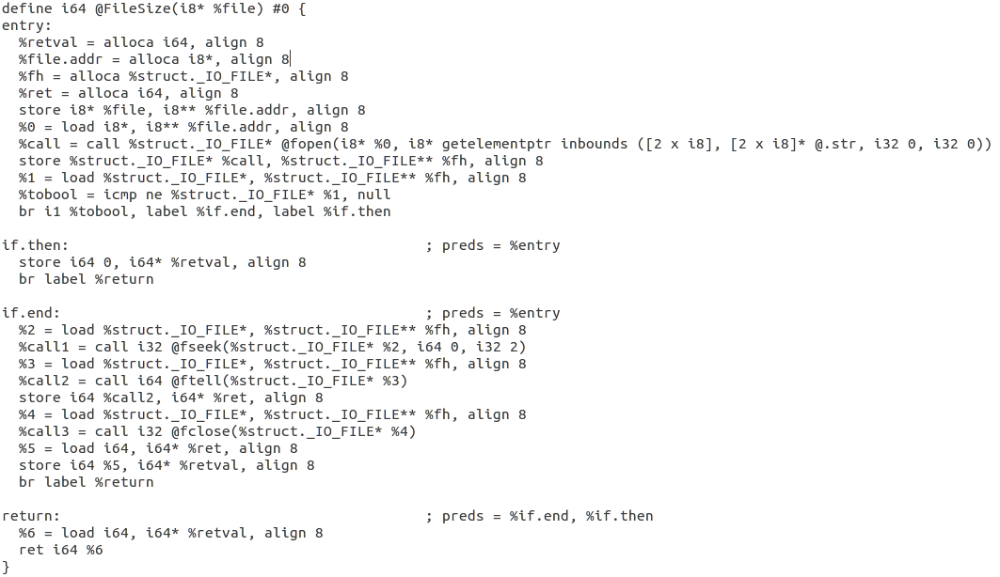 define i64 @FileSize(i8* %file) #0 {
entry:
  %retval = alloca i64, align 8
  %file.addr = alloca i8*, align 8
  %fh = alloca %struct._IO_FILE*, align 8
  %ret = alloca i64, align 8
  store i8* %file, i8** %file.addr, align 8
  %0 = load i8*, i8** %file.addr, align 8
  %call = call %struct._IO_FILE* @fopen(i8* %0, i8* getelementptr inbounds ([2 x i8], [2 x i8]* @.str, i32 0, i32 0))
  store %struct._IO_FILE* %call, %struct._IO_FILE** %fh, align 8
  %1 = load %struct._IO_FILE*, %struct._IO_FILE** %fh, align 8
  %tobool = icmp ne %struct._IO_FILE* %1, null
  br i1 %tobool, label %if.end, label %if.then

if.then:                                          ; preds = %entry
  store i64 0, i64* %retval, align 8
  br label %return

if.end:                                           ; preds = %entry
  %2 = load %struct._IO_FILE*, %struct._IO_FILE** %fh, align 8
  %call1 = call i32 @fseek(%struct._IO_FILE* %2, i64 0, i32 2)
  %3 = load %struct._IO_FILE*, %struct._IO_FILE** %fh, align 8
  %call2 = call i64 @ftell(%struct._IO_FILE* %3)
  store i64 %call2, i64* %ret, align 8
  %4 = load %struct._IO_FILE*, %struct._IO_FILE** %fh, align 8
  %call3 = call i32 @fclose(%struct._IO_FILE* %4)
  %5 = load i64, i64* %ret, align 8
  store i64 %5, i64* %retval, align 8
  br label %return

return:                                           ; preds = %if.end, %if.then
  %6 = load i64, i64* %retval, align 8
  ret i64 %6
}